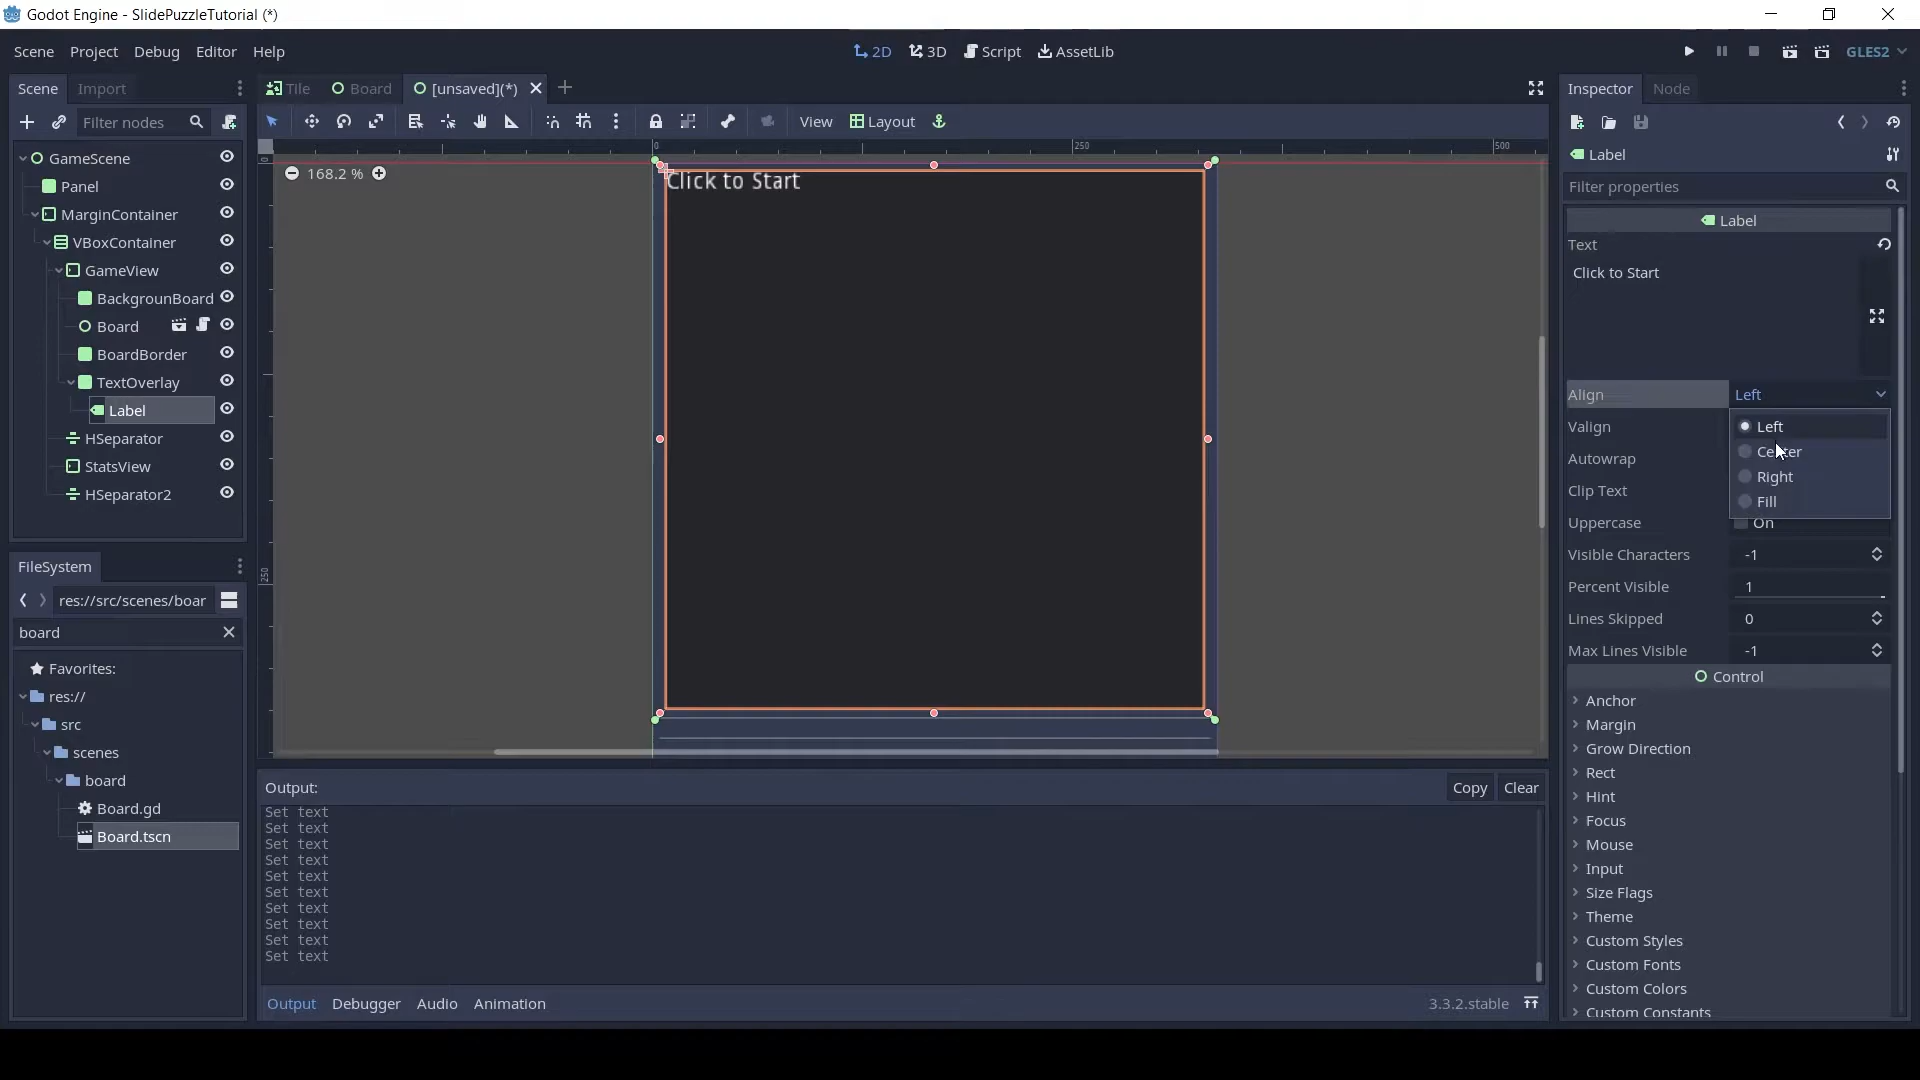 Godot Engine - SlidePuzzleTutorial (*)
Scene Project Debug Editor Help
2D 3D Script AssetLib
GLES2
Scene Import
Tile Board [unsaved](*)
Inspector Node
Filter nodes
View Layout
Label
Filter properties
0 250 500
0
250
168.2 %
Click to Start
GameScene
Panel
MarginContainer
VBoxContainer
GameView
BackgrounBoard
Board
BoardBorder
TextOverlay
Label
HSeparator
StatsView
HSeparator2
Label
Text
Click to Start
Align Left
Valign
Autowrap
Clip Text
Left
Center
Right
Fill
Uppercase On
Visible Characters -1
Percent Visible 1
Lines Skipped 0
Max Lines Visible -1
Control
Anchor
Margin
Grow Direction
Rect
Hint
Focus
Mouse
Input
Size Flags
Theme
Custom Styles
Custom Fonts
Custom Colors
Custom Constants
FileSystem
res://src/scenes/boar
board
Favorites:
res://
src
scenes
board
Board.gd
Board.tscn
Output:
Copy Clear
Set text
Set text
Set text
Set text
Set text
Set text
Set text
Set text
Set text
Set text
Output Debugger Audio Animation
3.3.2.stable